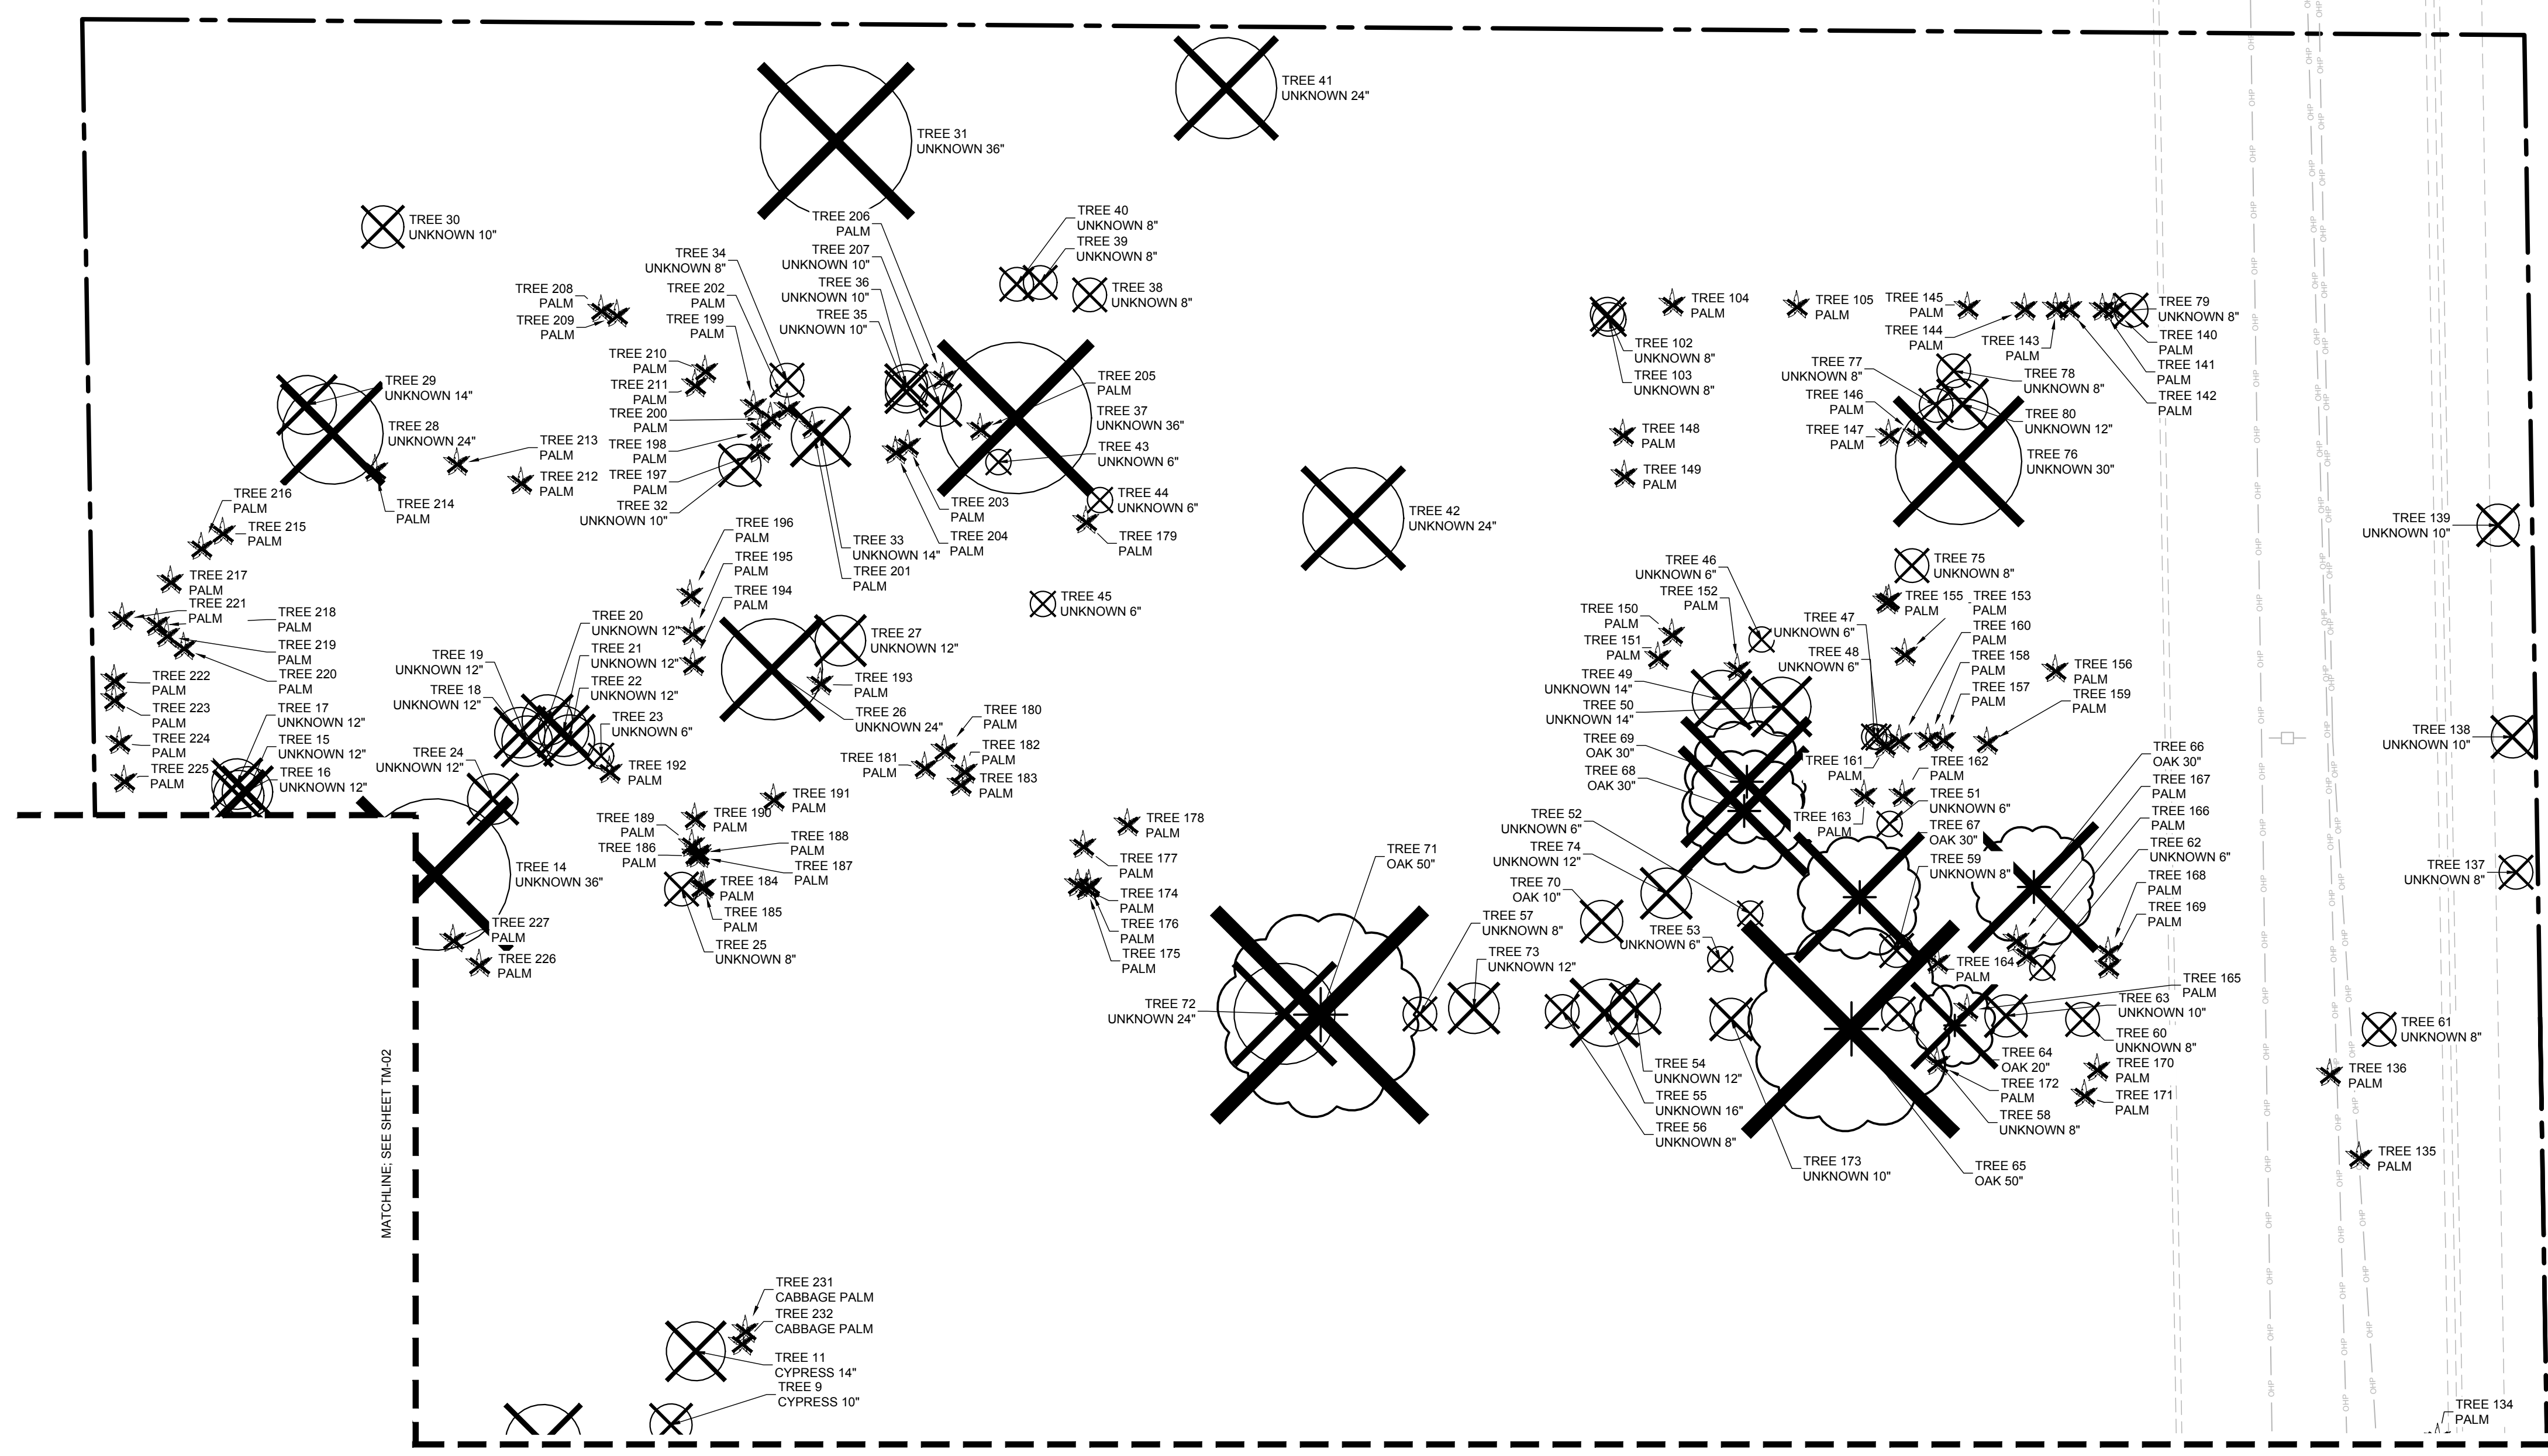 TREE 41
UNKNOWN 24"
TREE 31
UNKNOWN 36"
TREE 30
UNKNOWN 10"
TREE 206
PALM
TREE 207
UNKNOWN 10"
TREE 36
UNKNOWN 10"
TREE 35
UNKNOWN 10"
TREE 40
UNKNOWN 8"
TREE 39
UNKNOWN 8"
TREE 38
UNKNOWN 8"
TREE 34
UNKNOWN 8"
TREE 202
PALM
TREE 199
PALM
TREE 208
PALM
TREE 209
PALM
TREE 210
PALM
TREE 211
PALM
TREE 200
PALM
TREE 198
PALM
TREE 197
PALM
TREE 32
UNKNOWN 10"
TREE 29
UNKNOWN 14"
TREE 28
UNKNOWN 24"
TREE 213
PALM
TREE 212
PALM
TREE 214
PALM
TREE 216
PALM
TREE 215
PALM
TREE 205
PALM
TREE 37
UNKNOWN 36"
TREE 43
UNKNOWN 6"
TREE 44
UNKNOWN 6"
TREE 179
PALM
TREE 203
PALM
TREE 204
PALM
TREE 33
UNKNOWN 14"
TREE 201
PALM
TREE 196
PALM
TREE 195
PALM
TREE 194
PALM
TREE 42
UNKNOWN 24"
TREE 45
UNKNOWN 6"
TREE 104
PALM
TREE 105
PALM
TREE 145
PALM
TREE 144
PALM
TREE 143
PALM
TREE 79
UNKNOWN 8"
TREE 140
PALM
TREE 141
PALM
TREE 142
PALM
TREE 102
UNKNOWN 8"
TREE 103
UNKNOWN 8"
TREE 77
UNKNOWN 8"
TREE 78
UNKNOWN 8"
TREE 146
PALM
TREE 147
PALM
TREE 80
UNKNOWN 12"
TREE 76
UNKNOWN 30"
TREE 148
PALM
TREE 149
PALM
TREE 139
UNKNOWN 10"
TREE 217
PALM
TREE 221
PALM
TREE 218
PALM
TREE 219
PALM
TREE 220
PALM
TREE 222
PALM
TREE 223
PALM
TREE 224
PALM
TREE 225
PALM
TREE 17
UNKNOWN 12"
TREE 15
UNKNOWN 12"
TREE 16
UNKNOWN 12"
TREE 20
UNKNOWN 12"
TREE 21
UNKNOWN 12"
TREE 22
UNKNOWN 12"
TREE 23
UNKNOWN 6"
TREE 19
UNKNOWN 12"
TREE 18
UNKNOWN 12"
TREE 24
UNKNOWN 12"
TREE 192
PALM
TREE 27
UNKNOWN 12"
TREE 193
PALM
TREE 26
UNKNOWN 24"
TREE 180
PALM
TREE 181
PALM
TREE 182
PALM
TREE 183
PALM
TREE 191
PALM
TREE 190
PALM
TREE 189
PALM
TREE 186
PALM
TREE 188
PALM
TREE 187
PALM
TREE 184
PALM
TREE 185
PALM
TREE 25
UNKNOWN 8"
TREE 14
UNKNOWN 36"
TREE 227
PALM
TREE 226
PALM
TREE 178
PALM
TREE 177
PALM
TREE 174
PALM
TREE 176
PALM
TREE 175
PALM
TREE 71
OAK 50"
TREE 72
UNKNOWN 24"
TREE 57
UNKNOWN 8"
TREE 73
UNKNOWN 12"
TREE 75
UNKNOWN 8"
TREE 46
UNKNOWN 6"
TREE 152
PALM
TREE 150
PALM
TREE 151
PALM
TREE 47
UNKNOWN 6"
TREE 48
UNKNOWN 6"
TREE 155
PALM
TREE 153
PALM
TREE 160
PALM
TREE 158
PALM
TREE 157
PALM
TREE 156
PALM
TREE 159
PALM
TREE 49
UNKNOWN 14"
TREE 50
UNKNOWN 14"
TREE 69
OAK 30"
TREE 68
OAK 30"
TREE 161
PALM
TREE 162
PALM
TREE 163
PALM
TREE 51
UNKNOWN 6"
TREE 67
OAK 30"
TREE 59
UNKNOWN 8"
TREE 52
UNKNOWN 6"
TREE 74
UNKNOWN 12"
TREE 70
OAK 10"
TREE 53
UNKNOWN 6"
TREE 66
OAK 30"
TREE 167
PALM
TREE 166
PALM
TREE 62
UNKNOWN 6"
TREE 168
PALM
TREE 169
PALM
TREE 138
UNKNOWN 10"
TREE 137
UNKNOWN 8"
TREE 164
PALM
TREE 165
PALM
TREE 63
UNKNOWN 10"
TREE 60
UNKNOWN 8"
TREE 64
OAK 20"
TREE 172
PALM
TREE 58
UNKNOWN 8"
TREE 170
PALM
TREE 171
PALM
TREE 61
UNKNOWN 8"
TREE 136
PALM
TREE 135
PALM
TREE 54
UNKNOWN 12"
TREE 55
UNKNOWN 16"
TREE 56
UNKNOWN 8"
TREE 173
UNKNOWN 10"
TREE 65
OAK 50"
MATCHLINE; SEE SHEET TM-02
TREE 231
CABBAGE PALM
TREE 232
CABBAGE PALM
TREE 11
CYPRESS 14"
TREE 9
CYPRESS 10"
TREE 134
PALM
OHP
OHP
OHP